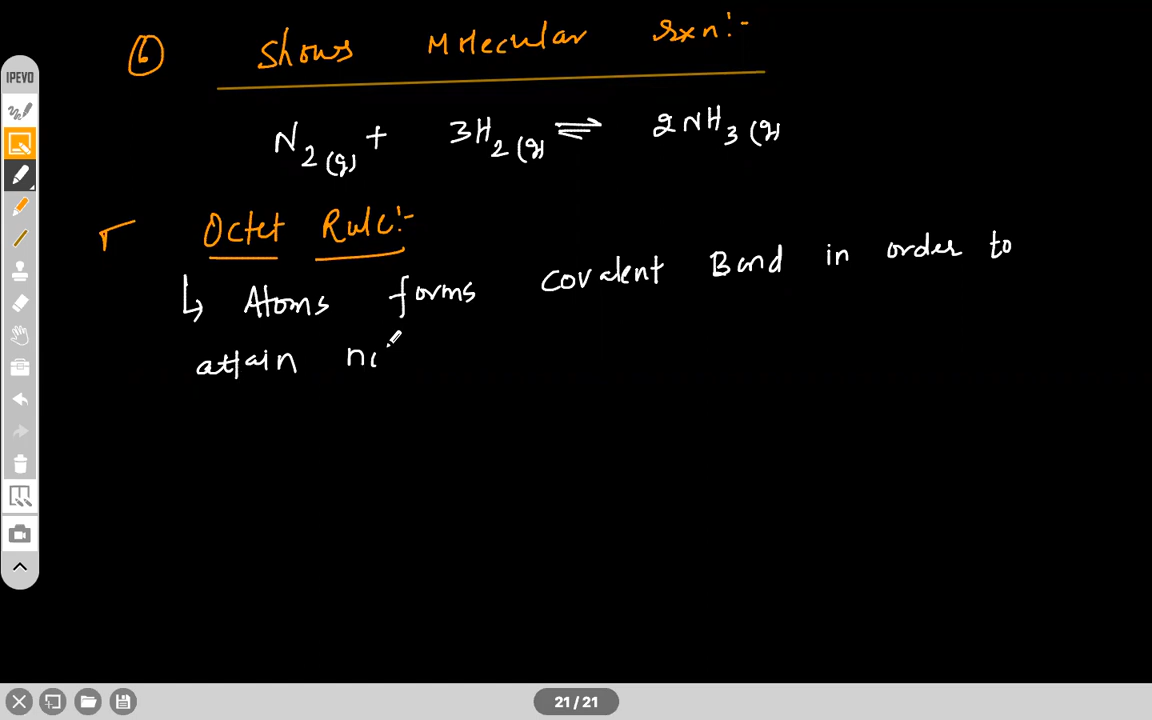 IPEVO
⑥ Shows Molecular rxn:-
N2(g) + 3H2(g) ⇌ 2NH3(g)
Octet Rule:-
↳ Atoms forms covalent Bond in order to
attain
21 / 21